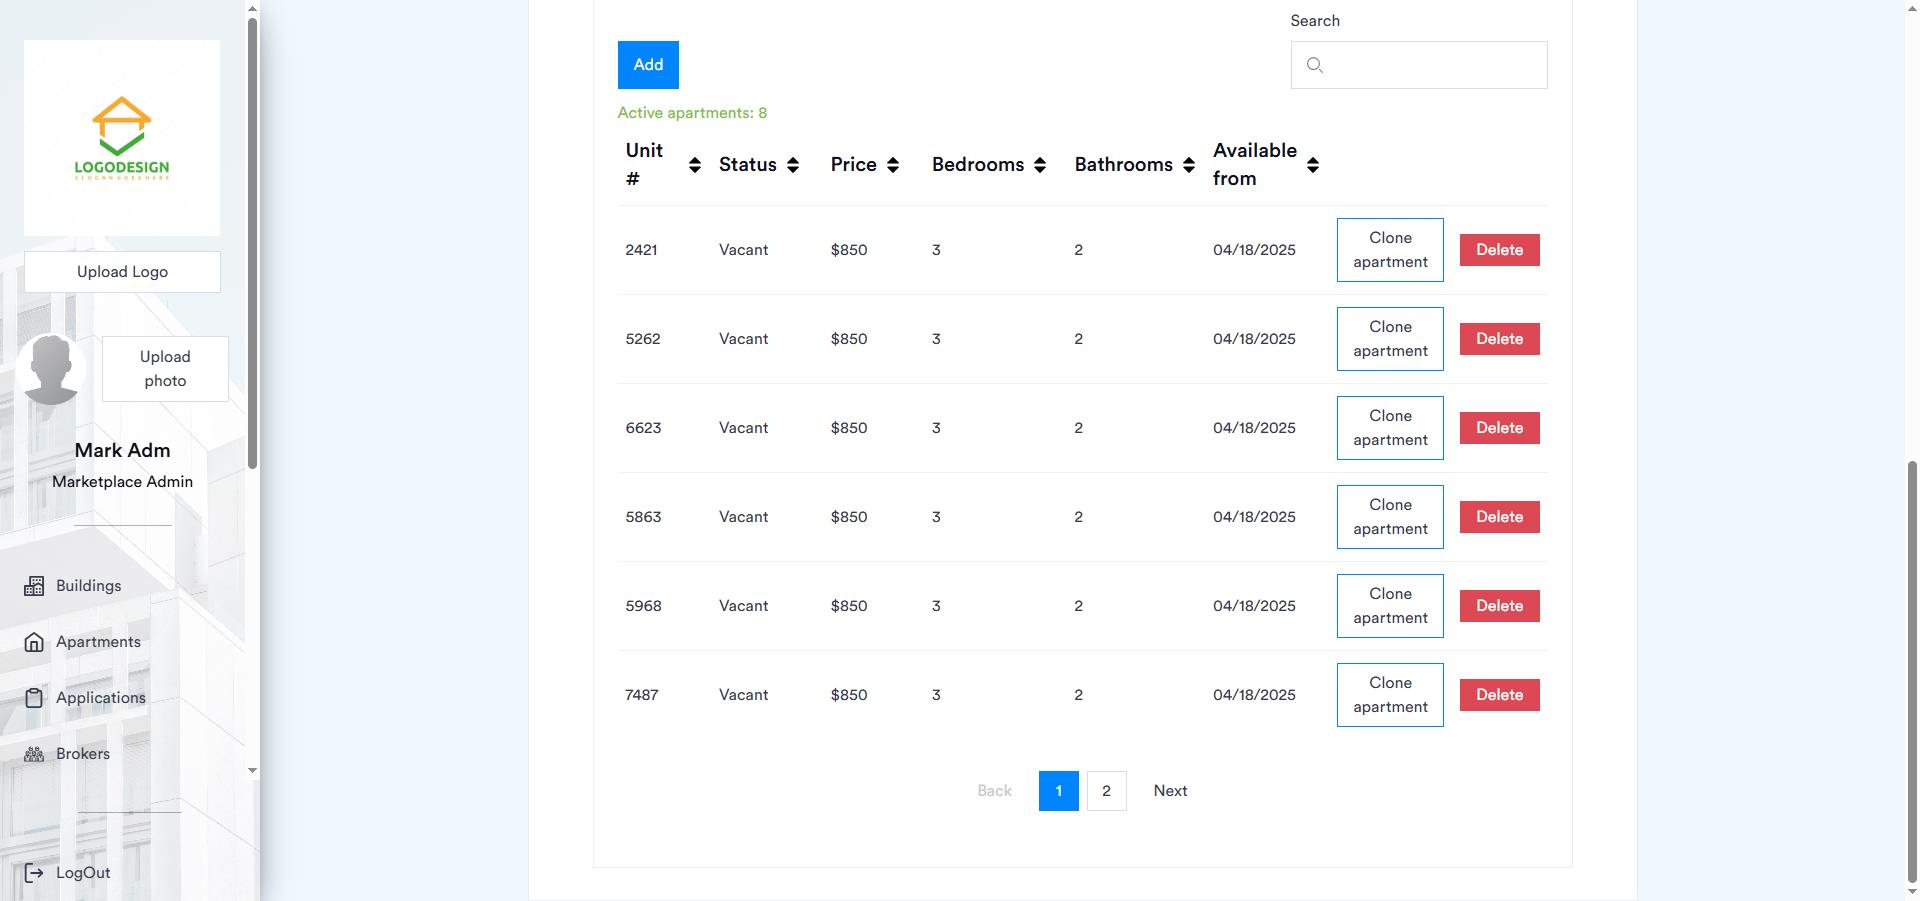 LOGODESIGN
SLOGAN GOES HERE
Upload Logo
Upload
photo
Mark Adm
Marketplace Admin
Buildings
Apartments
Applications
Brokers
LogOut
Search
Add
Active apartments: 8
Unit
#
Status
Price
Bedrooms
Bathrooms
Available
from
2421 Vacant $850 3 2 04/18/2025 Clone apartment Delete
5262 Vacant $850 3 2 04/18/2025 Clone apartment Delete
6623 Vacant $850 3 2 04/18/2025 Clone apartment Delete
5863 Vacant $850 3 2 04/18/2025 Clone apartment Delete
5968 Vacant $850 3 2 04/18/2025 Clone apartment Delete
7487 Vacant $850 3 2 04/18/2025 Clone apartment Delete
Back 1 2 Next